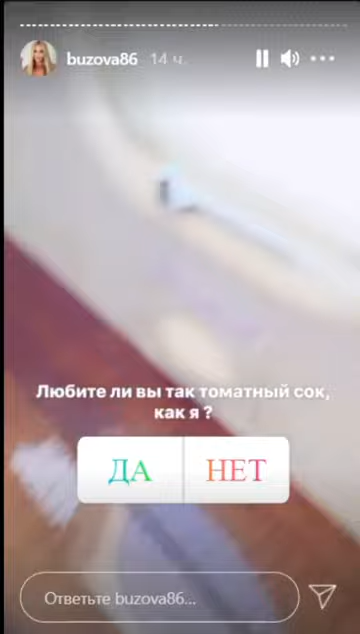 buzova86 14 ч.
Любите ли вы так томатный сок,
как я ?
ДА НЕТ
Ответьте buzova86...